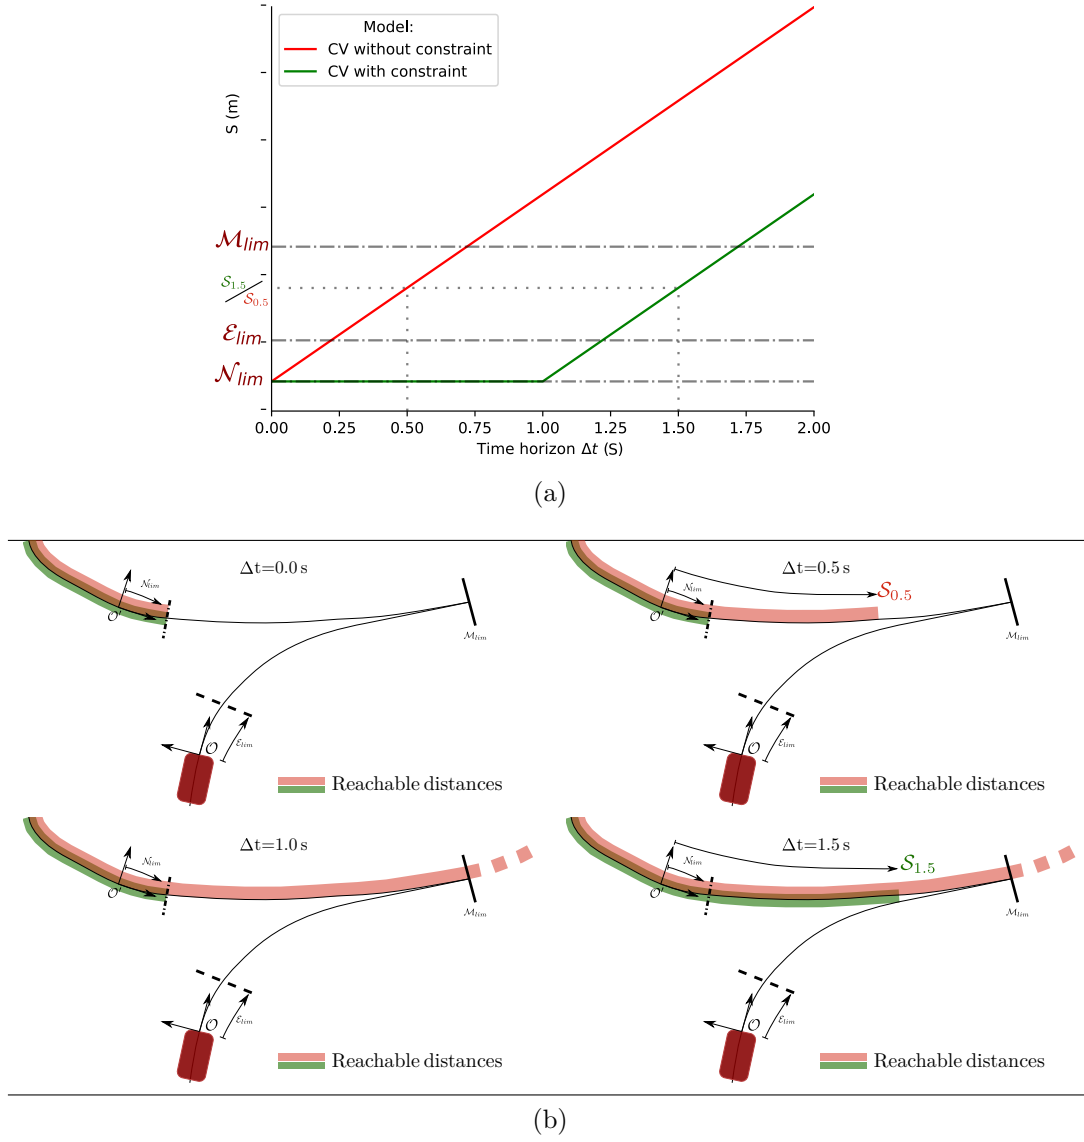 Model:
CV without constraint
CV with constraint
S (m)
𝓜lim
𝓢1.5
𝓢0.5
𝓔lim
𝓝lim
0.00 0.25 0.50 0.75 1.00 1.25 1.50 1.75 2.00
Time horizon Δt (S)
(a)
Δt=0.0 s
𝓝lim
𝓞'
𝓜lim
𝓞
𝓔lim
Reachable distances
Δt=0.5 s
𝓢0.5
𝓝lim
𝓞'
𝓜lim
𝓞
𝓔lim
Reachable distances
Δt=1.0 s
𝓝lim
𝓞'
𝓜lim
𝓞
𝓔lim
Reachable distances
Δt=1.5 s
𝓢1.5
𝓝lim
𝓞'
𝓜lim
𝓞
𝓔lim
Reachable distances
(b)